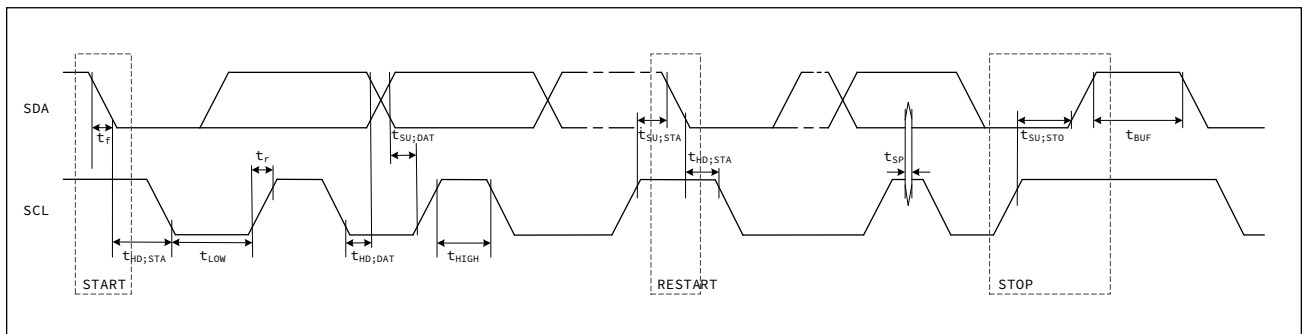 SDA
t_f
t_SU;DAT
t_SU;STA
t_SU;STO
t_BUF
t_r
t_HD;STA
t_SP
SCL
t_HD;STA
t_LOW
t_HD;DAT
t_HIGH
START
RESTART
STOP